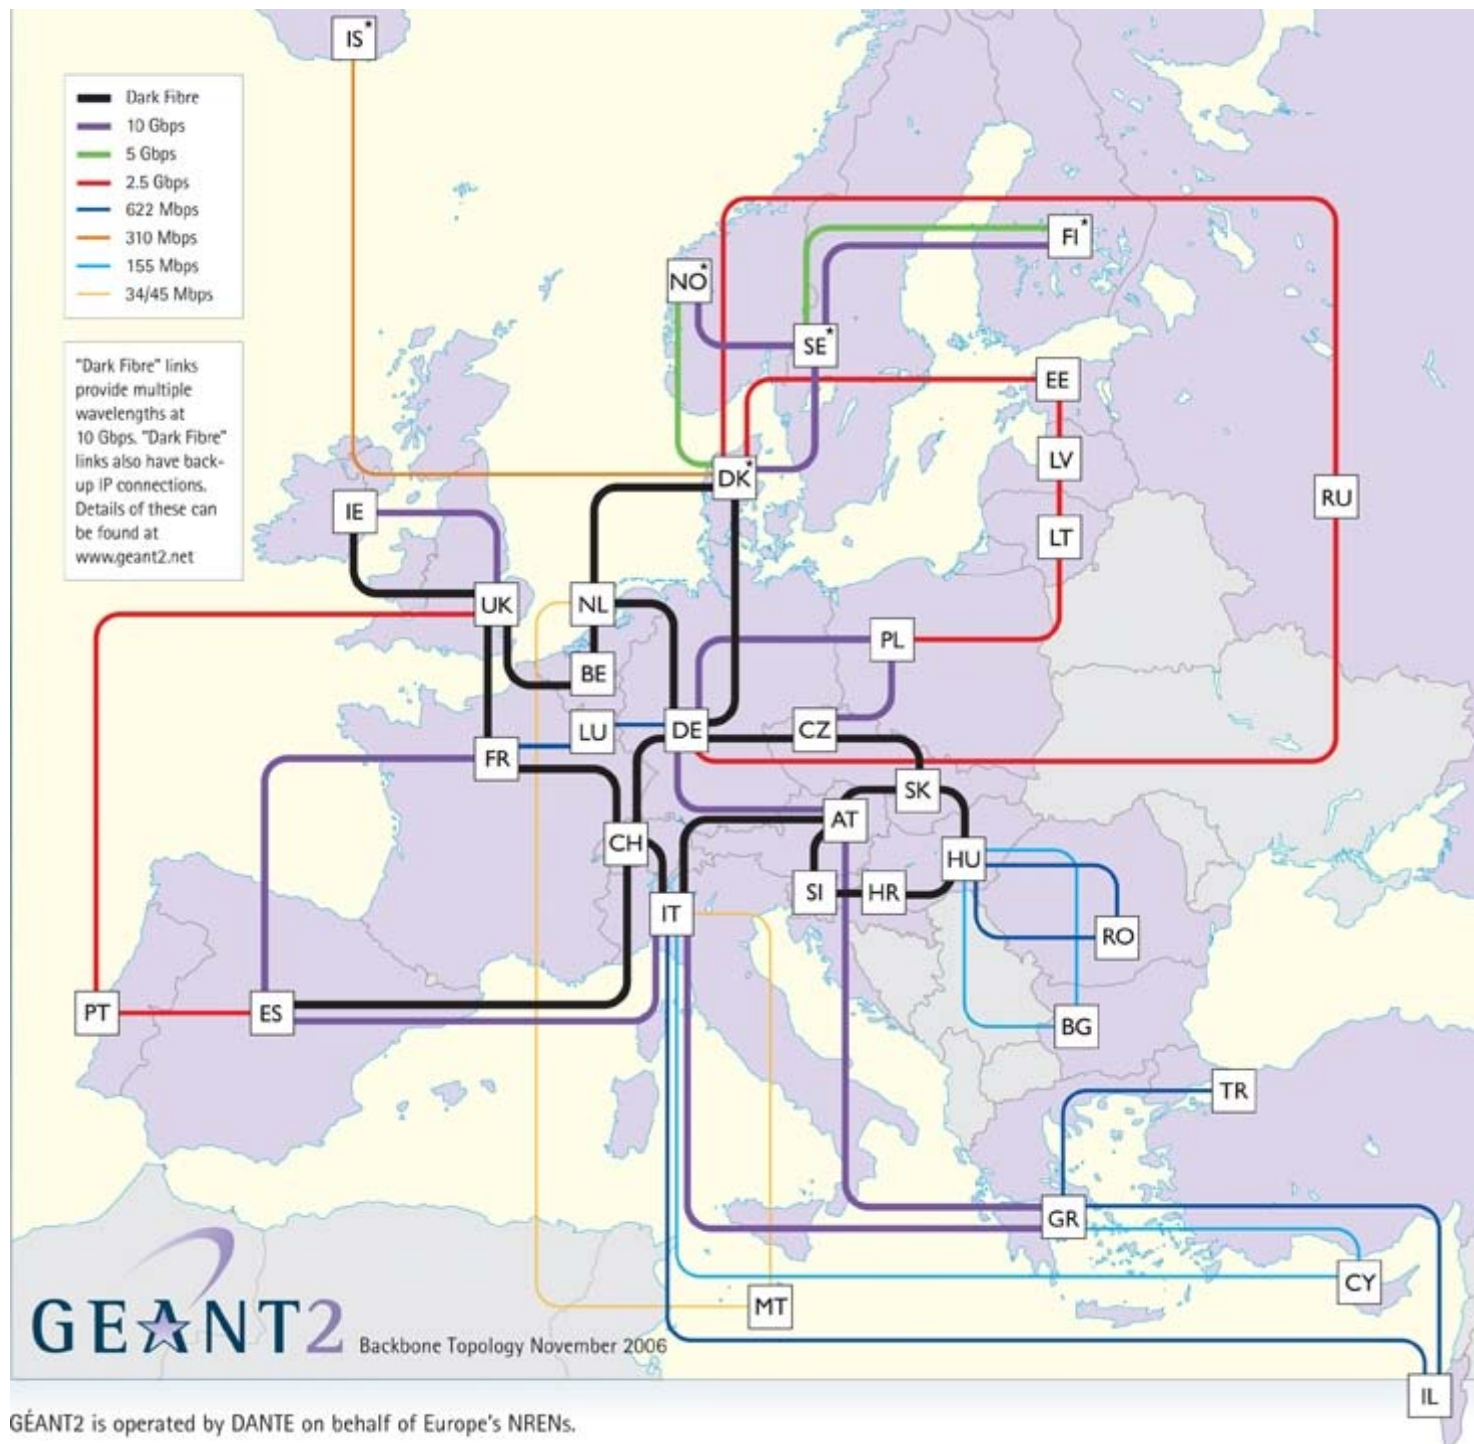 IS*
Dark Fibre
10 Gbps
5 Gbps
2.5 Gbps
622 Mbps
310 Mbps
155 Mbps
34/45 Mbps
"Dark Fibre" links
provide multiple
wavelengths at
10 Gbps. "Dark Fibre"
links also have back-
up IP connections.
Details of these can
be found at
www.geant2.net
FI*
NO*
SE*
EE
LV
DK*
RU
IE
LT
UK
NL
PL
BE
LU
DE
CZ
FR
SK
AT
CH
HU
SI
HR
IT
RO
PT
ES
BG
TR
GR
CY
MT
GEANT2
Backbone Topology November 2006
IL
GÉANT2 is operated by DANTE on behalf of Europe's NRENs.